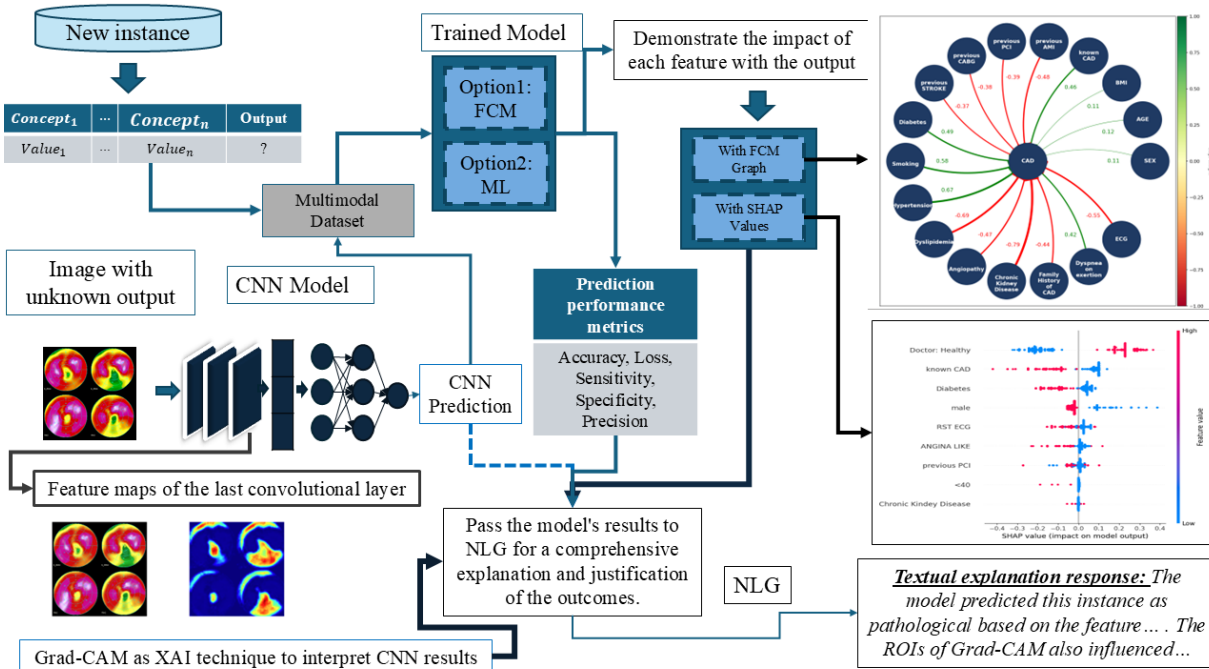 New instance
Concept₁ ... Conceptₙ Output
Value₁ ... Valueₙ ?
Multimodal
Dataset
Trained Model
Option1:
FCM
Option2:
ML
Demonstrate the impact of
each feature with the output
With FCM
Graph
With SHAP
Values
Image with
unknown output
CNN Model
CNN
Prediction
Prediction
performance
metrics
Accuracy, Loss,
Sensitivity,
Specificity,
Precision
Feature maps of the last convolutional layer
Pass the model's results to
NLG for a comprehensive
explanation and justification
of the outcomes.
NLG
Grad-CAM as XAI technique to interpret CNN results
previous
PCI
previous
AMI
known
CAD
previous
CABG
BMI
previous
STROKE
AGE
Diabetes
SEX
Smoking
CAD
Hypertension
Dyslipidemia
ECG
Angiopathy
Chronic
Kidney
Disease
Family
History
of
CAD
Dyspnea
on
exertion
-0.39
-0.48
-0.39
0.46
-0.37
0.11
0.49
0.12
0.58
0.11
0.67
-0.69
-0.55
-0.47
-0.79
-0.44
0.42
1.00
0.75
0.50
0.25
0.00
-0.25
-0.50
-0.75
-1.00
High
Doctor: Healthy
known CAD
Diabetes
male
RST ECG
ANGINA LIKE
previous PCI
<40
Chronic Kindey Disease
Feature value
Low
-0.4 -0.3 -0.2 -0.1 0.0 0.1 0.2 0.3 0.4
SHAP value (impact on model output)
Textual explanation response: The
model predicted this instance as
pathological based on the feature... . The
ROIs of Grad-CAM also influenced...